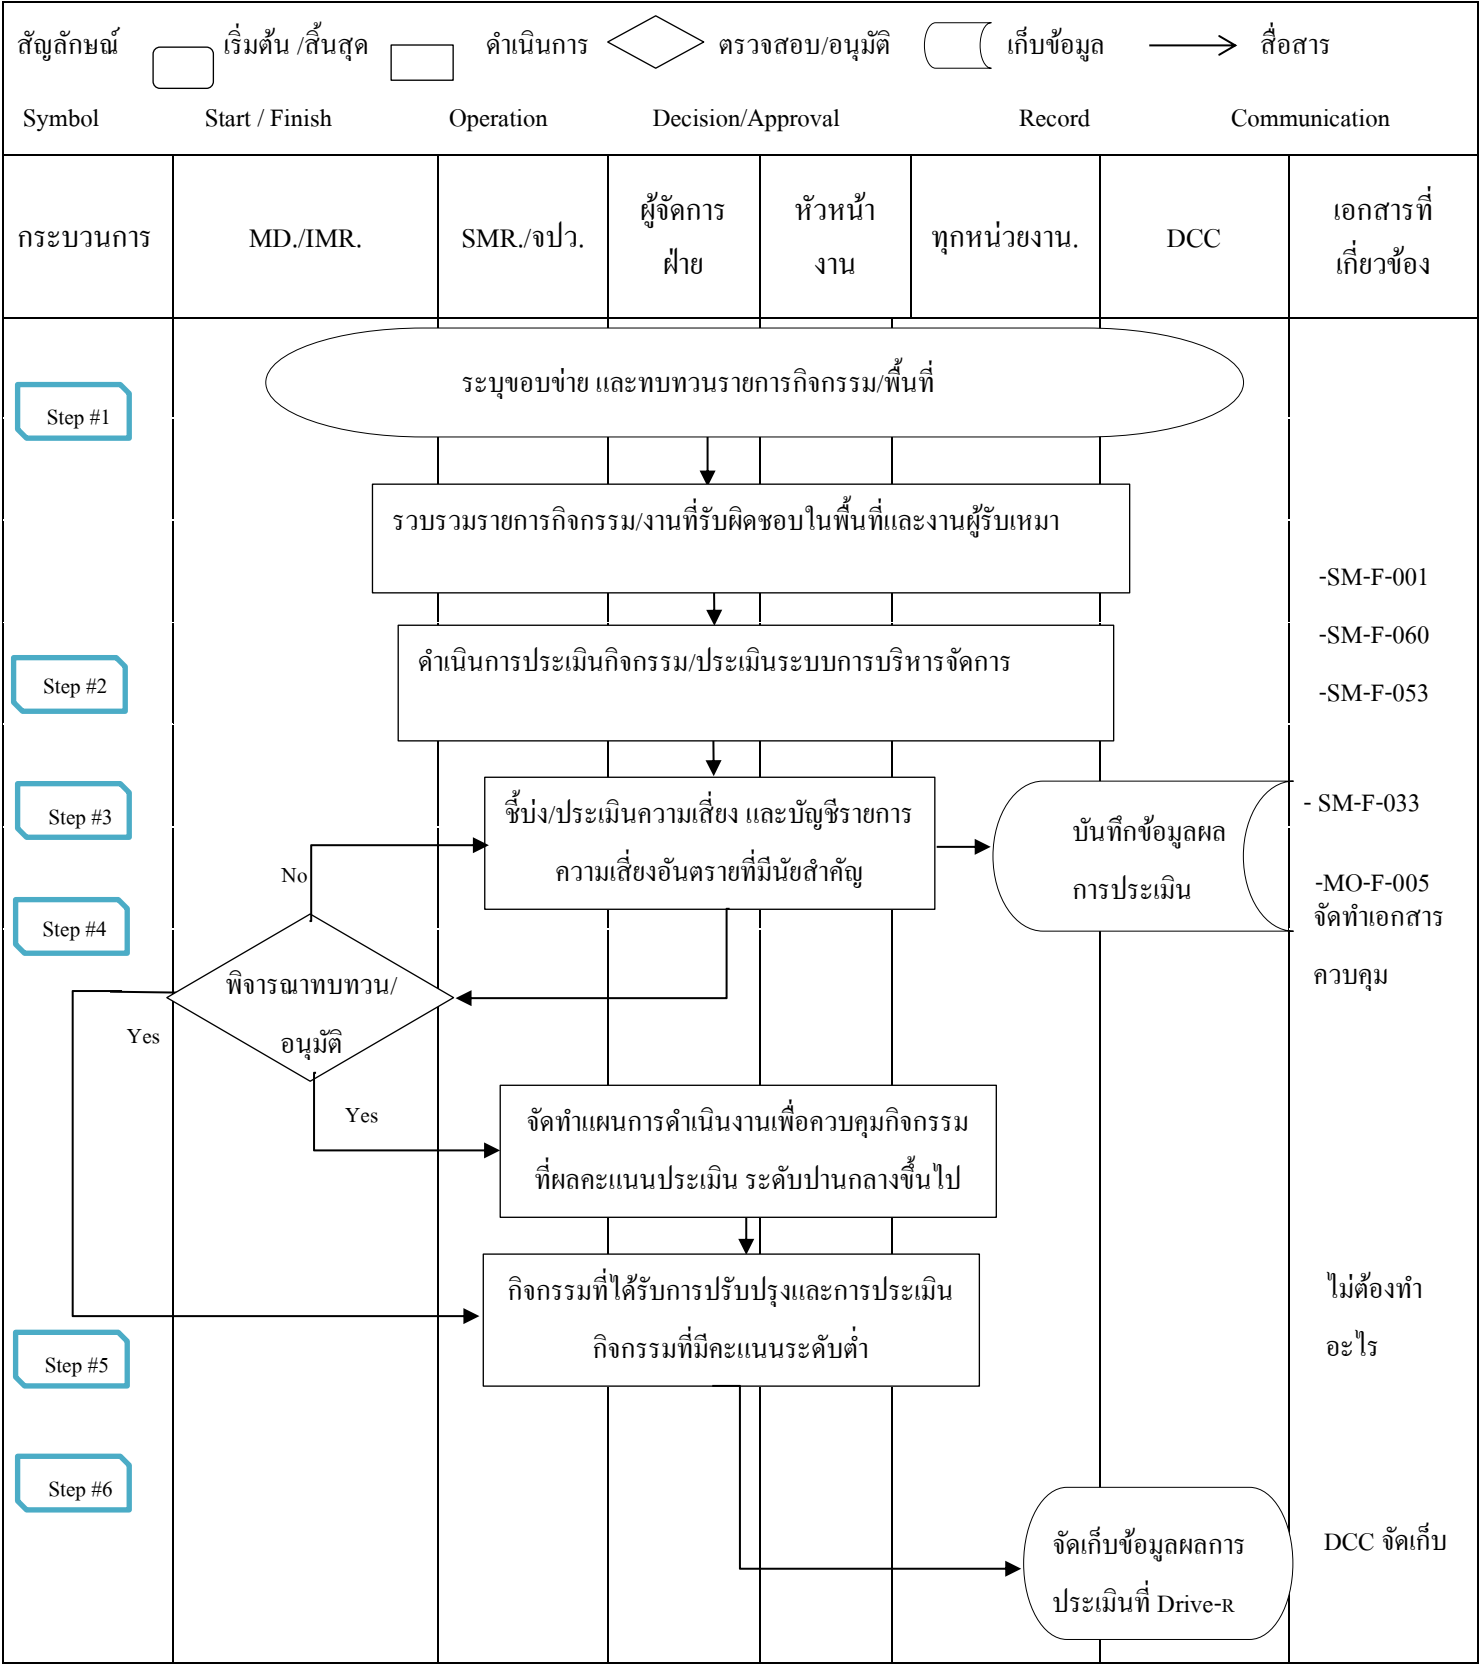 สัญลักษณ์ เริ่มต้น /สิ้นสุด ดำเนินการ ตรวจสอบ/อนุมัติ เก็บข้อมูล สื่อสาร
Symbol Start / Finish Operation Decision/Approval Record Communication
กระบวนการ
MD./IMR.
SMR./จปว.
ผู้จัดการ
ฝ่าย
หัวหน้า
งาน
ทุกหน่วยงาน.
DCC
เอกสารที่
เกี่ยวข้อง
ระบุขอบข่าย และทบทวนรายการกิจกรรม/พื้นที่
Step #1
รวบรวมรายการกิจกรรม/งานที่รับผิดชอบในพื้นที่และงานผู้รับเหมา
-SM-F-001
-SM-F-060
-SM-F-053
ดำเนินการประเมินกิจกรรม/ประเมินระบบการบริหารจัดการ
Step #2
Step #3
ชี้บ่ง/ประเมินความเสี่ยง และบัญชีรายการ
ความเสี่ยงอันตรายที่มีนัยสำคัญ
บันทึกข้อมูลผล
การประเมิน
- SM-F-033
-MO-F-005
จัดทำเอกสาร
ควบคุม
No
Step #4
พิจารณาทบทวน/
อนุมัติ
Yes
Yes
จัดทำแผนการดำเนินงานเพื่อควบคุมกิจกรรม
ที่ผลคะแนนประเมิน ระดับปานกลางขึ้นไป
กิจกรรมที่ได้รับการปรับปรุงและการประเมิน
กิจกรรมที่มีคะแนนระดับต่ำ
ไม่ต้องทำ
อะไร
Step #5
Step #6
จัดเก็บข้อมูลผลการ
ประเมินที่ Drive-R
DCC จัดเก็บ